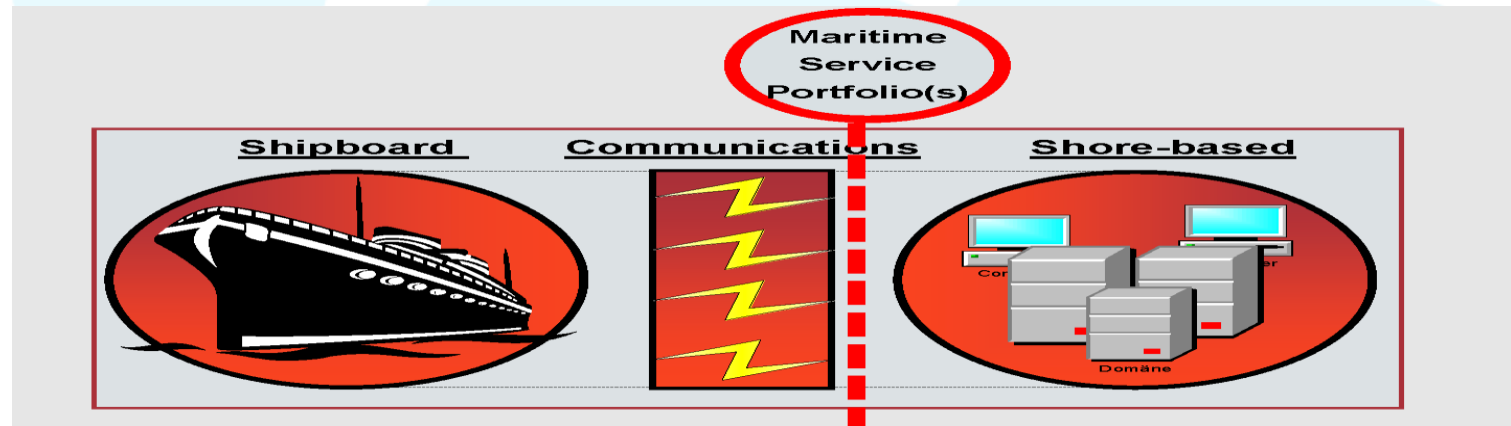 Maritime
Service
Portfolio(s)
Shipboard
Communications
Shore-based
Domäne